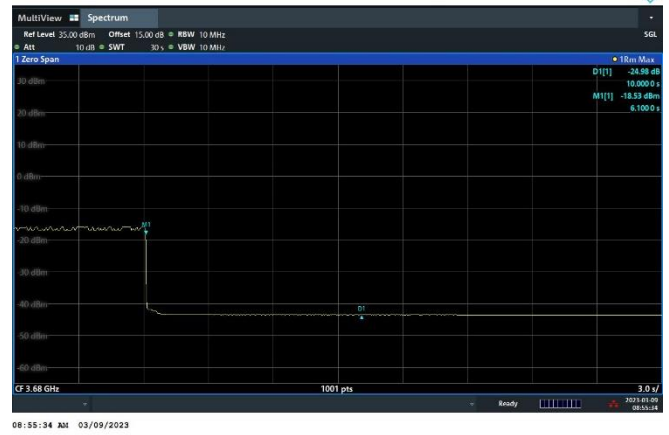 MultiView Spectrum
Ref Level 35.00 dBm Offset 15.00 dB RBW 10 MHz SGL
Att 10 dB SWT 30 s VBW 10 MHz
1 Zero Span 1Rm Max
D1[1] -24.98 dB
10.000 0 s
M1[1] -18.53 dBm
6.100 0 s
30 dBm
20 dBm
10 dBm
0 dBm
-10 dBm
M1
-20 dBm
-30 dBm
-40 dBm
D1
-50 dBm
-60 dBm
CF 3.68 GHz 1001 pts 3.0 s/
Ready 2023-03-09
08:55:34
08:55:34 AM 03/09/2023